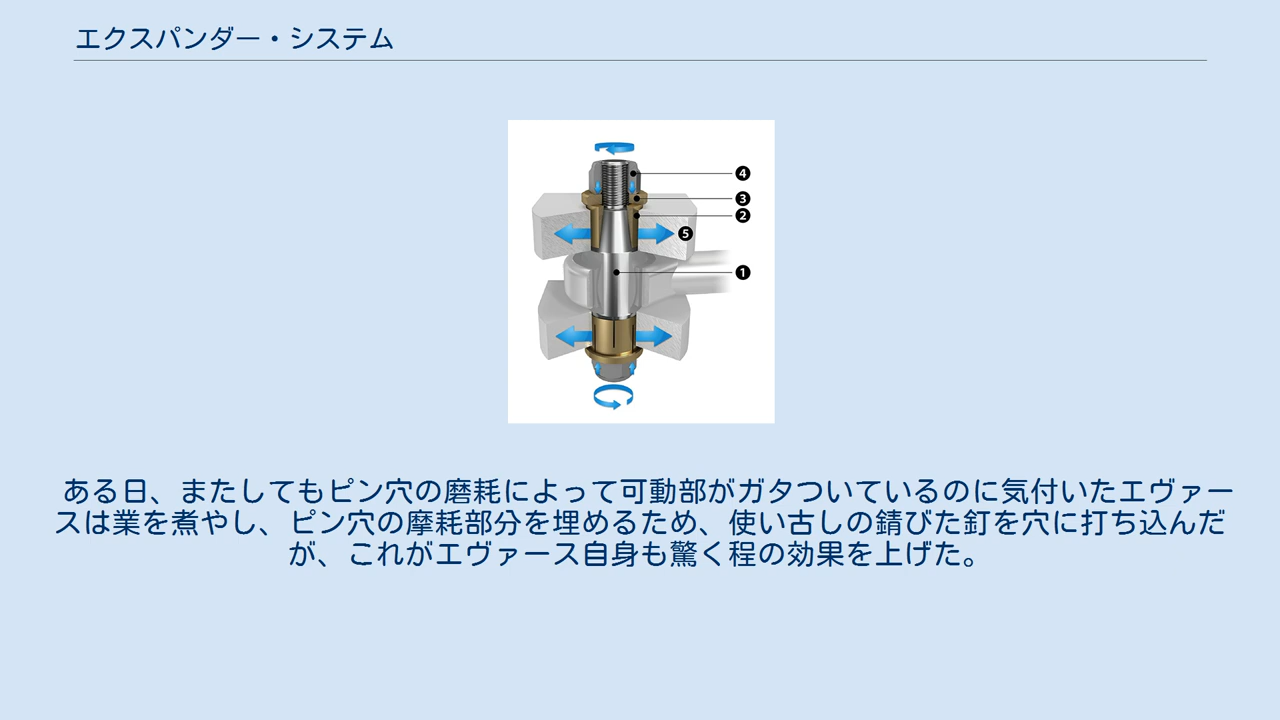 エクスパンダー・システム
4
3
2
5
1
ある日、またしてもピン穴の磨耗によって可動部がガタついているのに気付いたエヴァー
スは業を煮やし、ピン穴の摩耗部分を埋めるため、使い古しの錆びた釘を穴に打ち込んだ
が、これがエヴァース自身も驚く程の効果を上げた。